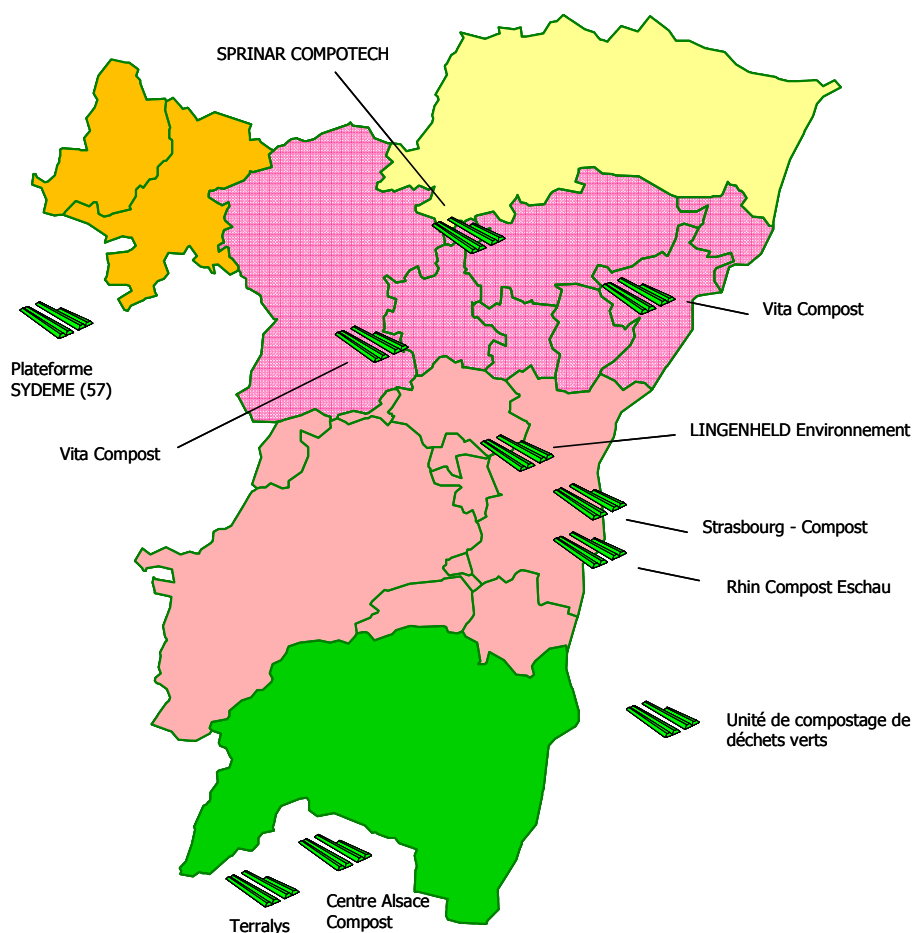 SPRINAR COMPOTECH
Vita Compost
Plateforme
SYDEME (57)
Vita Compost
LINGENHELD Environnement
Strasbourg - Compost
Rhin Compost Eschau
Unité de compostage de
déchets verts
Centre Alsace
Compost
Terralys